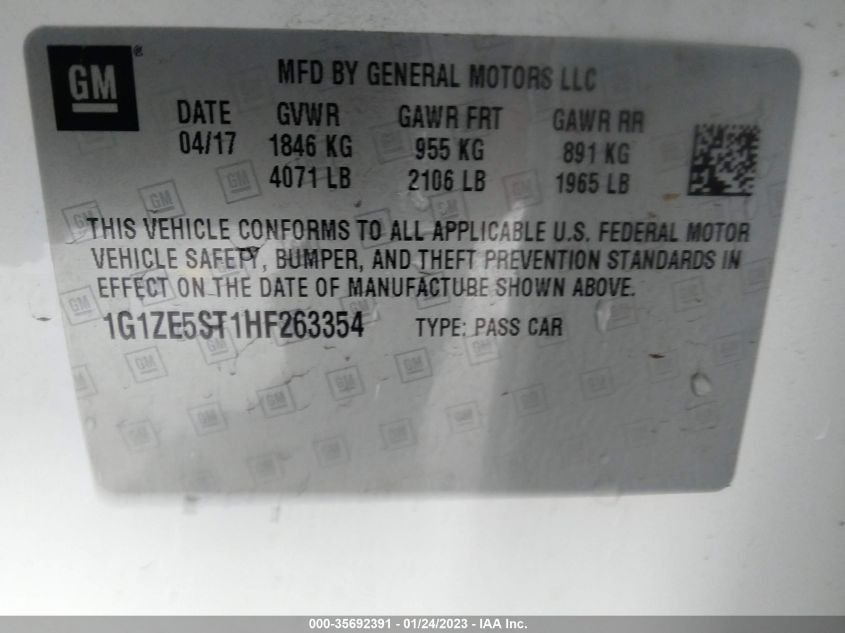 GM
MFD BY GENERAL MOTORS LLC
DATE GVWR GAWR FRT GAWR RR
04/17 1846 KG 955 KG 891 KG
4071 LB 2106 LB 1965 LB
THIS VEHICLE CONFORMS TO ALL APPLICABLE U.S. FEDERAL MOTOR
VEHICLE SAFETY, BUMPER, AND THEFT PREVENTION STANDARDS IN
EFFECT ON THE DATE OF MANUFACTURE SHOWN ABOVE.
1G1ZE5ST1HF263354 TYPE: PASS CAR
000-35692391 - 01/24/2023 - IAA Inc.